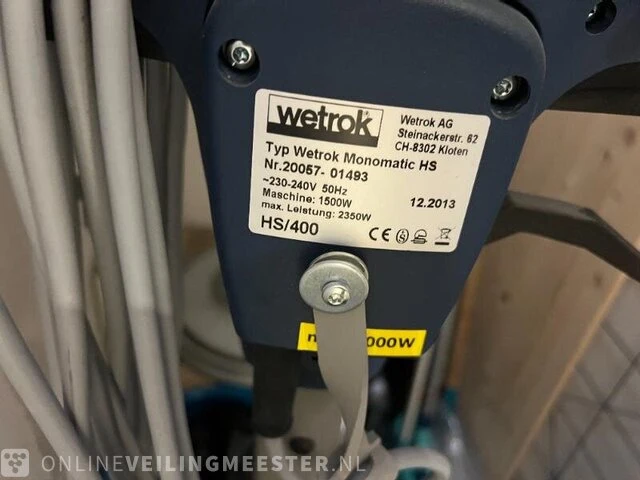 wetrok
Wetrok AG
Steinackerstr. 62
CH-8302 Kloten
Typ Wetrok Monomatic HS
Nr.20057- 01493
~230-240V 50Hz
Maschine: 1500W 12.2013
max. Leistung: 2350W
HS/400
CE
000W
ONLINEVEILINGMEESTER.NL